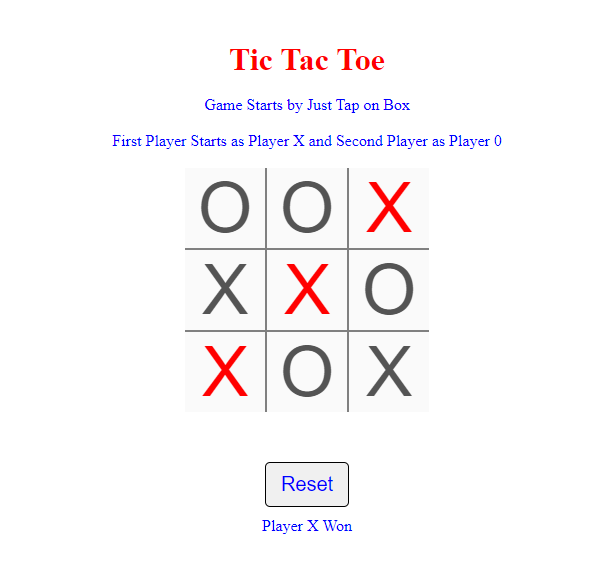 Tic Tac Toe
Game Starts by Just Tap on Box
First Player Starts as Player X and Second Player as Player 0
O O X
X X O
X O X
Reset
Player X Won